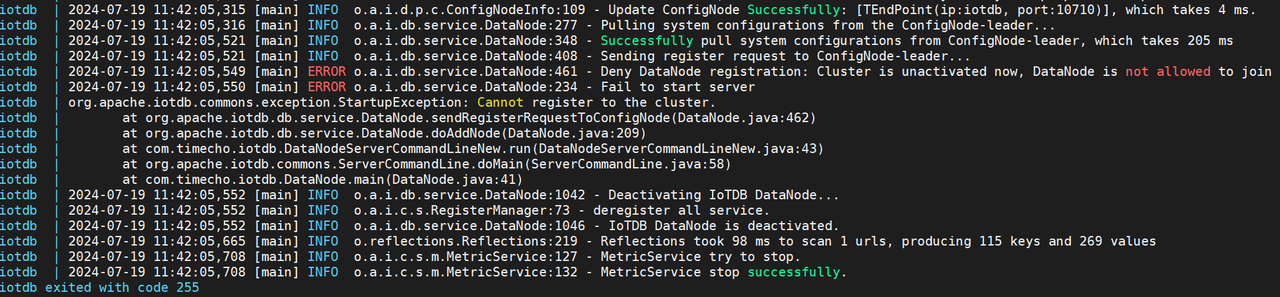 iotdb | 2024-07-19 11:42:05,315 [main] INFO o.a.i.d.p.c.ConfigNodeInfo:109 - Update ConfigNode Successfully: [TEndPoint(ip:iotdb, port:10710)], which takes 4 ms.
iotdb | 2024-07-19 11:42:05,316 [main] INFO o.a.i.db.service.DataNode:277 - Pulling system configurations from the ConfigNode-leader...
iotdb | 2024-07-19 11:42:05,521 [main] INFO o.a.i.db.service.DataNode:348 - Successfully pull system configurations from ConfigNode-leader, which takes 205 ms
iotdb | 2024-07-19 11:42:05,521 [main] INFO o.a.i.db.service.DataNode:408 - Sending register request to ConfigNode-leader...
iotdb | 2024-07-19 11:42:05,549 [main] ERROR o.a.i.db.service.DataNode:461 - Deny DataNode registration: Cluster is unactivated now, DataNode is not allowed to join
iotdb | 2024-07-19 11:42:05,550 [main] ERROR o.a.i.db.service.DataNode:234 - Fail to start server
iotdb | org.apache.iotdb.commons.exception.StartupException: Cannot register to the cluster.
iotdb | at org.apache.iotdb.db.service.DataNode.sendRegisterRequestToConfigNode(DataNode.java:462)
iotdb | at org.apache.iotdb.db.service.DataNode.doAddNode(DataNode.java:209)
iotdb | at com.timecho.iotdb.DataNodeServerCommandLineNew.run(DataNodeServerCommandLineNew.java:43)
iotdb | at org.apache.iotdb.commons.ServerCommandLine.doMain(ServerCommandLine.java:58)
iotdb | at com.timecho.iotdb.DataNode.main(DataNode.java:41)
iotdb | 2024-07-19 11:42:05,552 [main] INFO o.a.i.db.service.DataNode:1042 - Deactivating IoTDB DataNode...
iotdb | 2024-07-19 11:42:05,552 [main] INFO o.a.i.c.s.RegisterManager:73 - deregister all service.
iotdb | 2024-07-19 11:42:05,552 [main] INFO o.a.i.db.service.DataNode:1046 - IoTDB DataNode is deactivated.
iotdb | 2024-07-19 11:42:05,665 [main] INFO o.reflections.Reflections:219 - Reflections took 98 ms to scan 1 urls, producing 115 keys and 269 values
iotdb | 2024-07-19 11:42:05,708 [main] INFO o.a.i.c.s.m.MetricService:127 - MetricService try to stop.
iotdb | 2024-07-19 11:42:05,708 [main] INFO o.a.i.c.s.m.MetricService:132 - MetricService stop successfully.
iotdb exited with code 255